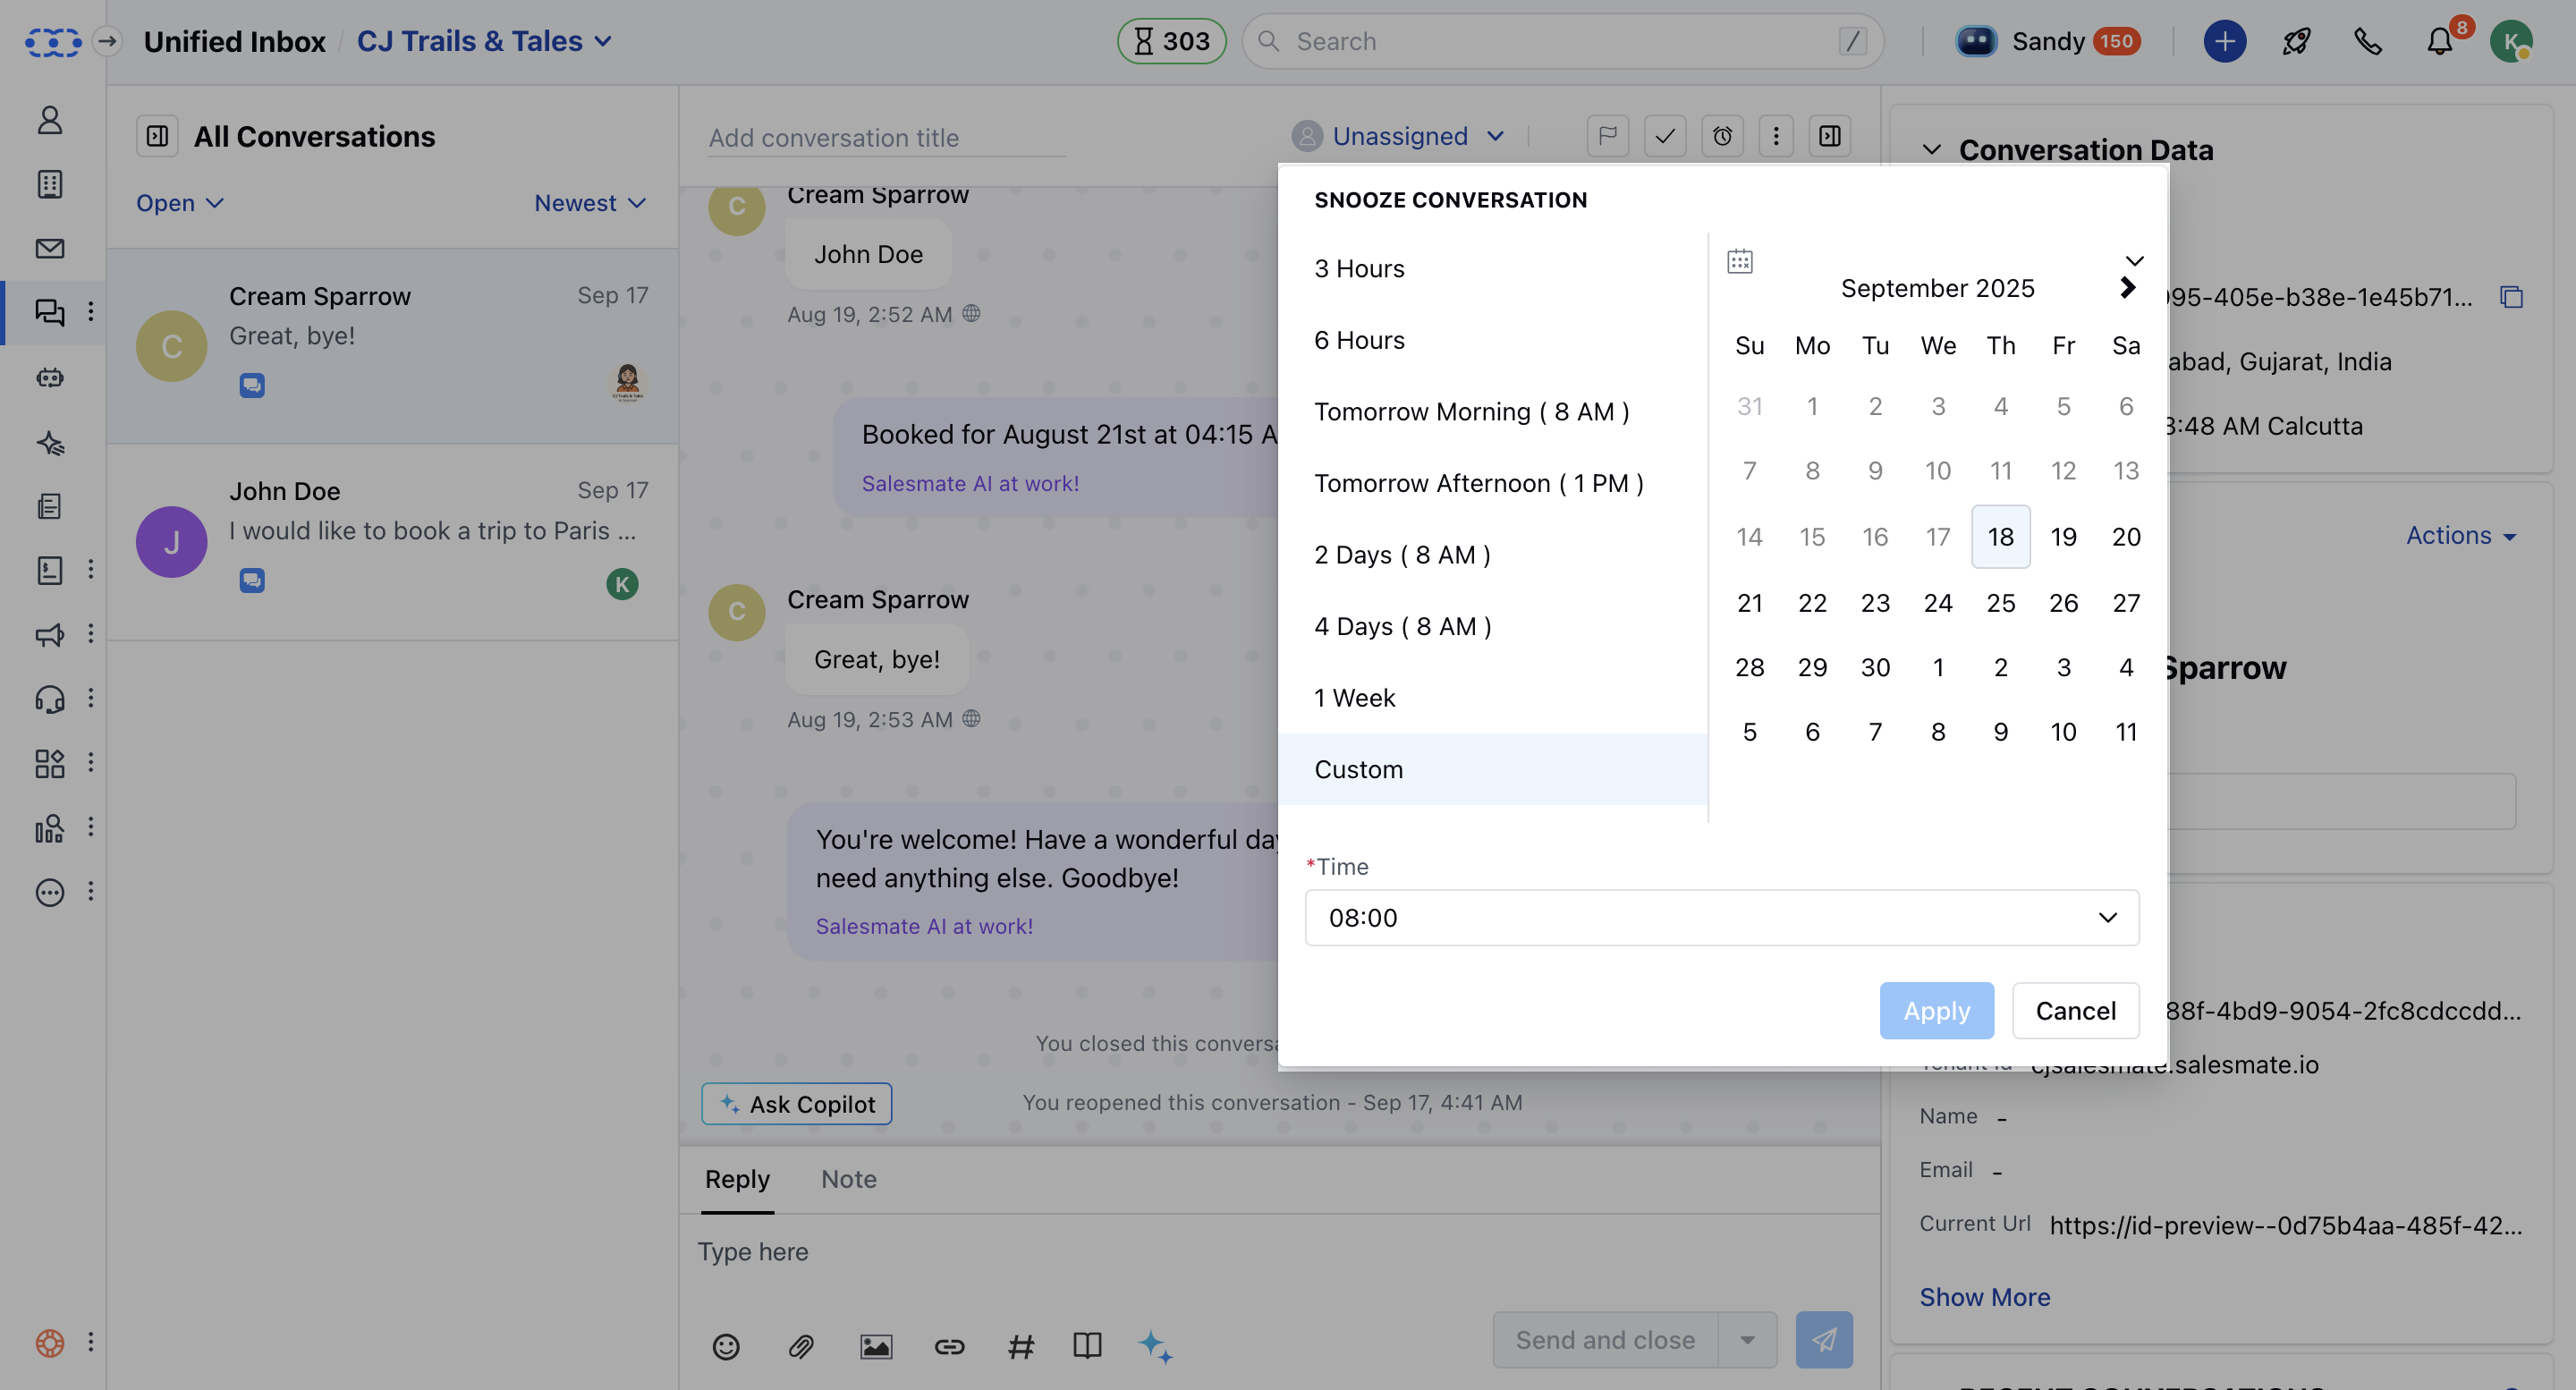 Unified Inbox / CJ Trails & Tales
303
Search /
Sandy 150
8
K
All Conversations
Open
Newest
Cream Sparrow Sep 17
C
Great, bye!
John Doe Sep 17
J
I would like to book a trip to Paris ...
K
Add conversation title
Unassigned
C
Cream Sparrow
John Doe
Aug 19, 2:52 AM
Booked for August 21st at 04:15 A
Salesmate AI at work!
C
Cream Sparrow
Great, bye!
Aug 19, 2:53 AM
You're welcome! Have a wonderful day
need anything else. Goodbye!
Salesmate AI at work!
You closed this conversa
You reopened this conversation - Sep 17, 4:41 AM
Ask Copilot
Reply
Note
Type here
Send and close
SNOOZE CONVERSATION
3 Hours
6 Hours
Tomorrow Morning ( 8 AM )
Tomorrow Afternoon ( 1 PM )
2 Days ( 8 AM )
4 Days ( 8 AM )
1 Week
Custom
September 2025
Su Mo Tu We Th Fr Sa
31 1 2 3 4 5 6
7 8 9 10 11 12 13
14 15 16 17 18 19 20
21 22 23 24 25 26 27
28 29 30 1 2 3 4
5 6 7 8 9 10 11
*Time
08:00
Apply
Cancel
Conversation Data
95-405e-b38e-1e45b71...
abad, Gujarat, India
3:48 AM Calcutta
Actions
Sparrow
88f-4bd9-9054-2fc8cdccdd...
Tenant Id cjsalesmate.salesmate.io
Name -
Email -
Current Url https://id-preview--0d75b4aa-485f-42...
Show More
RECENT CONVERSATIONS